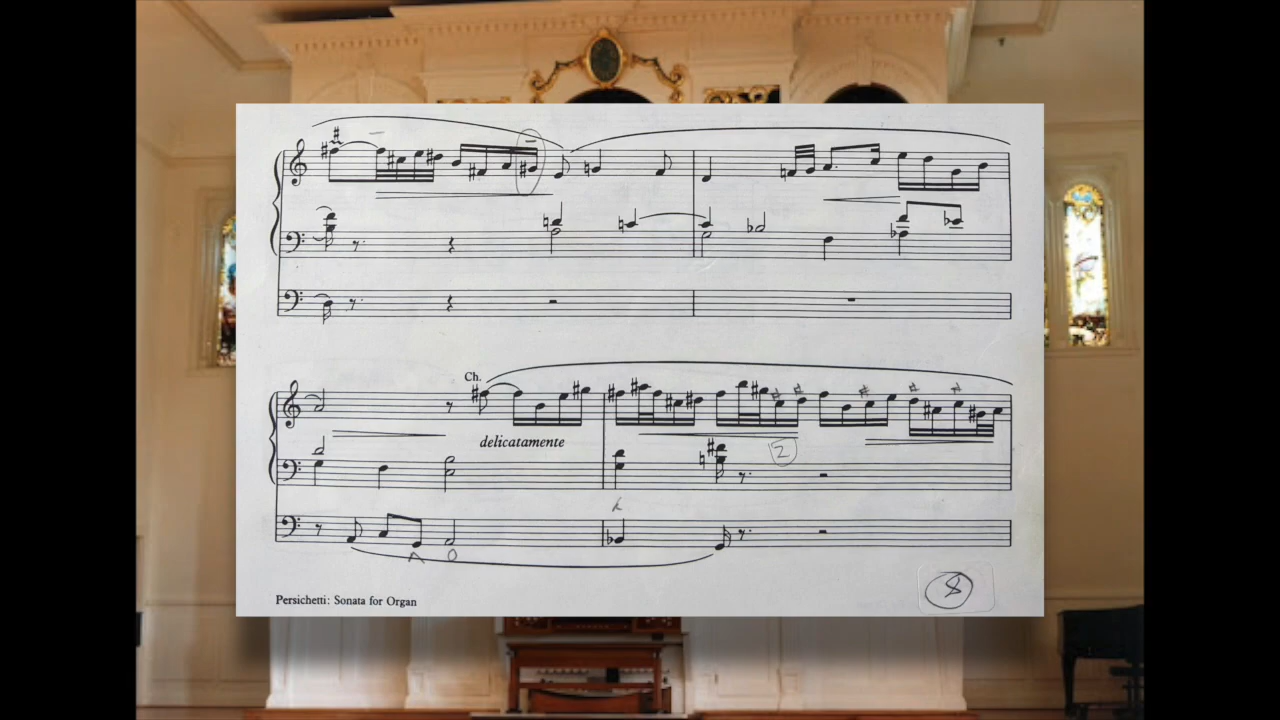 Ch.
delicatamente
2
Persichetti: Sonata for Organ
8